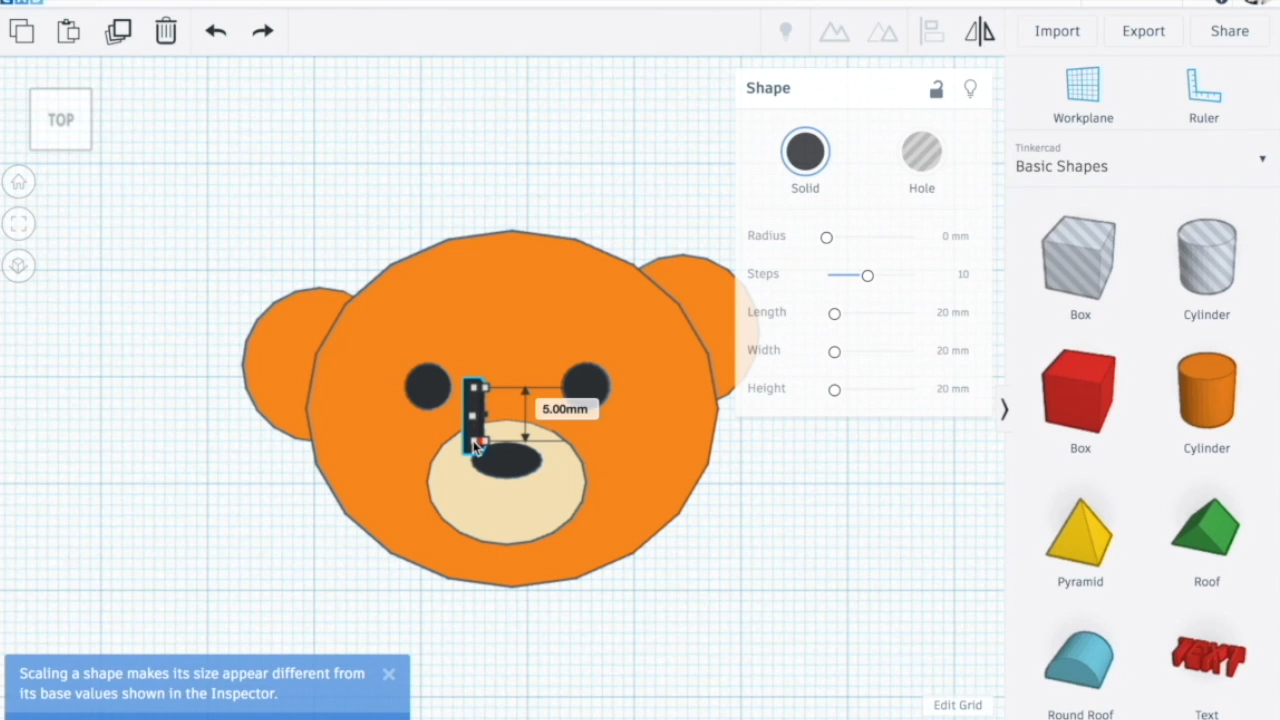 Import
Export
Share
TOP
Shape
Solid
Hole
Radius
0 mm
Steps
10
Length
20 mm
Width
20 mm
Height
20 mm
5.00mm
Workplane
Ruler
Tinkercad
Basic Shapes
Box
Cylinder
Box
Cylinder
Pyramid
Roof
Round Roof
Text
TEXT
Scaling a shape makes its size appear different from
its base values shown in the Inspector.
Edit Grid